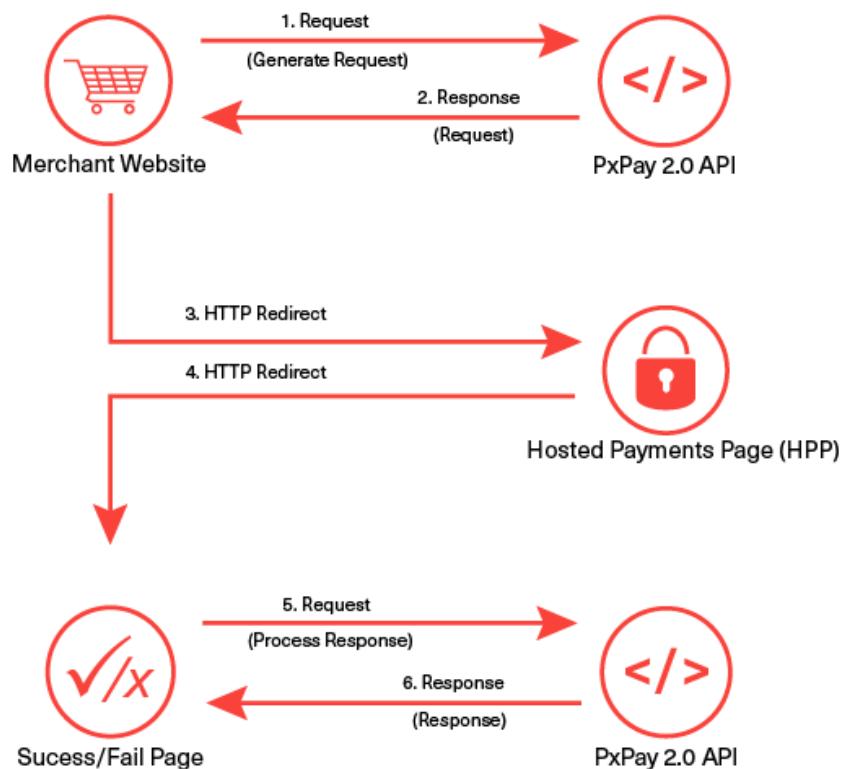 1. Request
(Generate Request)
</>
2. Response
(Request)
Merchant Website
PxPay 2.0 API
3. HTTP Redirect
4. HTTP Redirect
Hosted Payments Page (HPP)
5. Request
(Process Response)
</>
✓/x
6. Response
(Response)
Sucess/Fail Page
PxPay 2.0 API